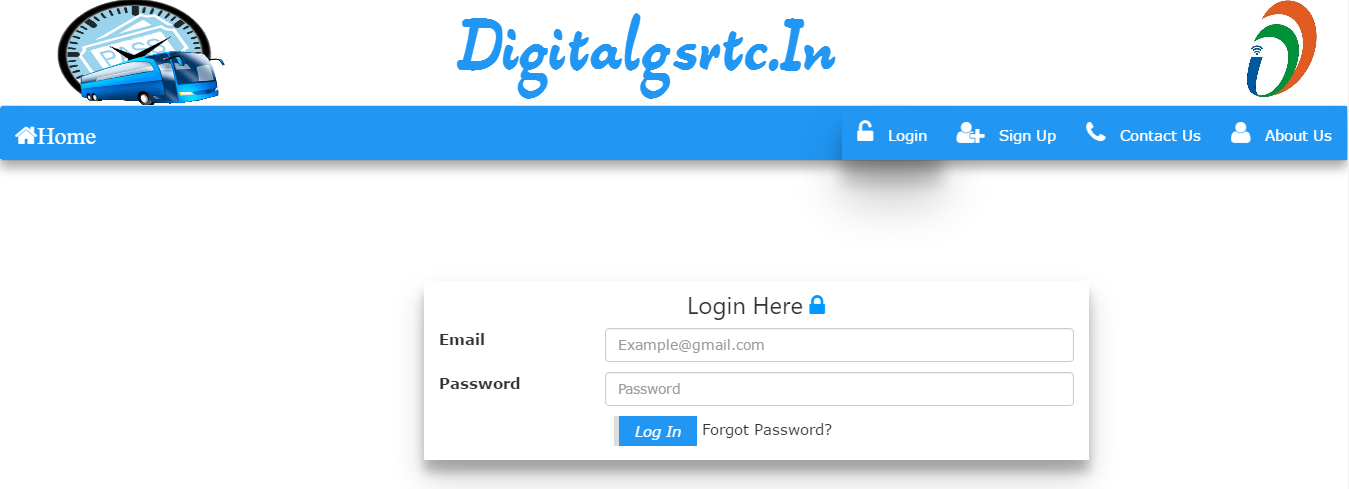 PASS
Digitalgsrtc.In
Home
Login
Sign Up
Contact Us
About Us
Login Here
Email
Example@gmail.com
Password
Password
Log In Forgot Password?